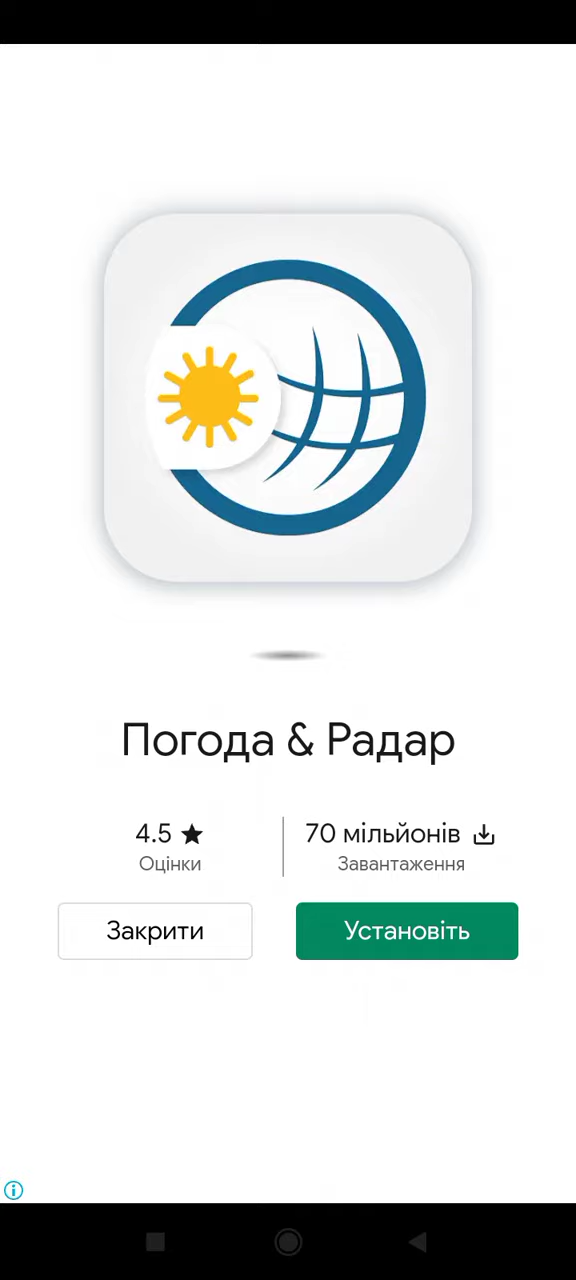 Погода & Радар
4.5 ★
Оцінки
70 мільйонів
Завантаження
Закрити
Установіть